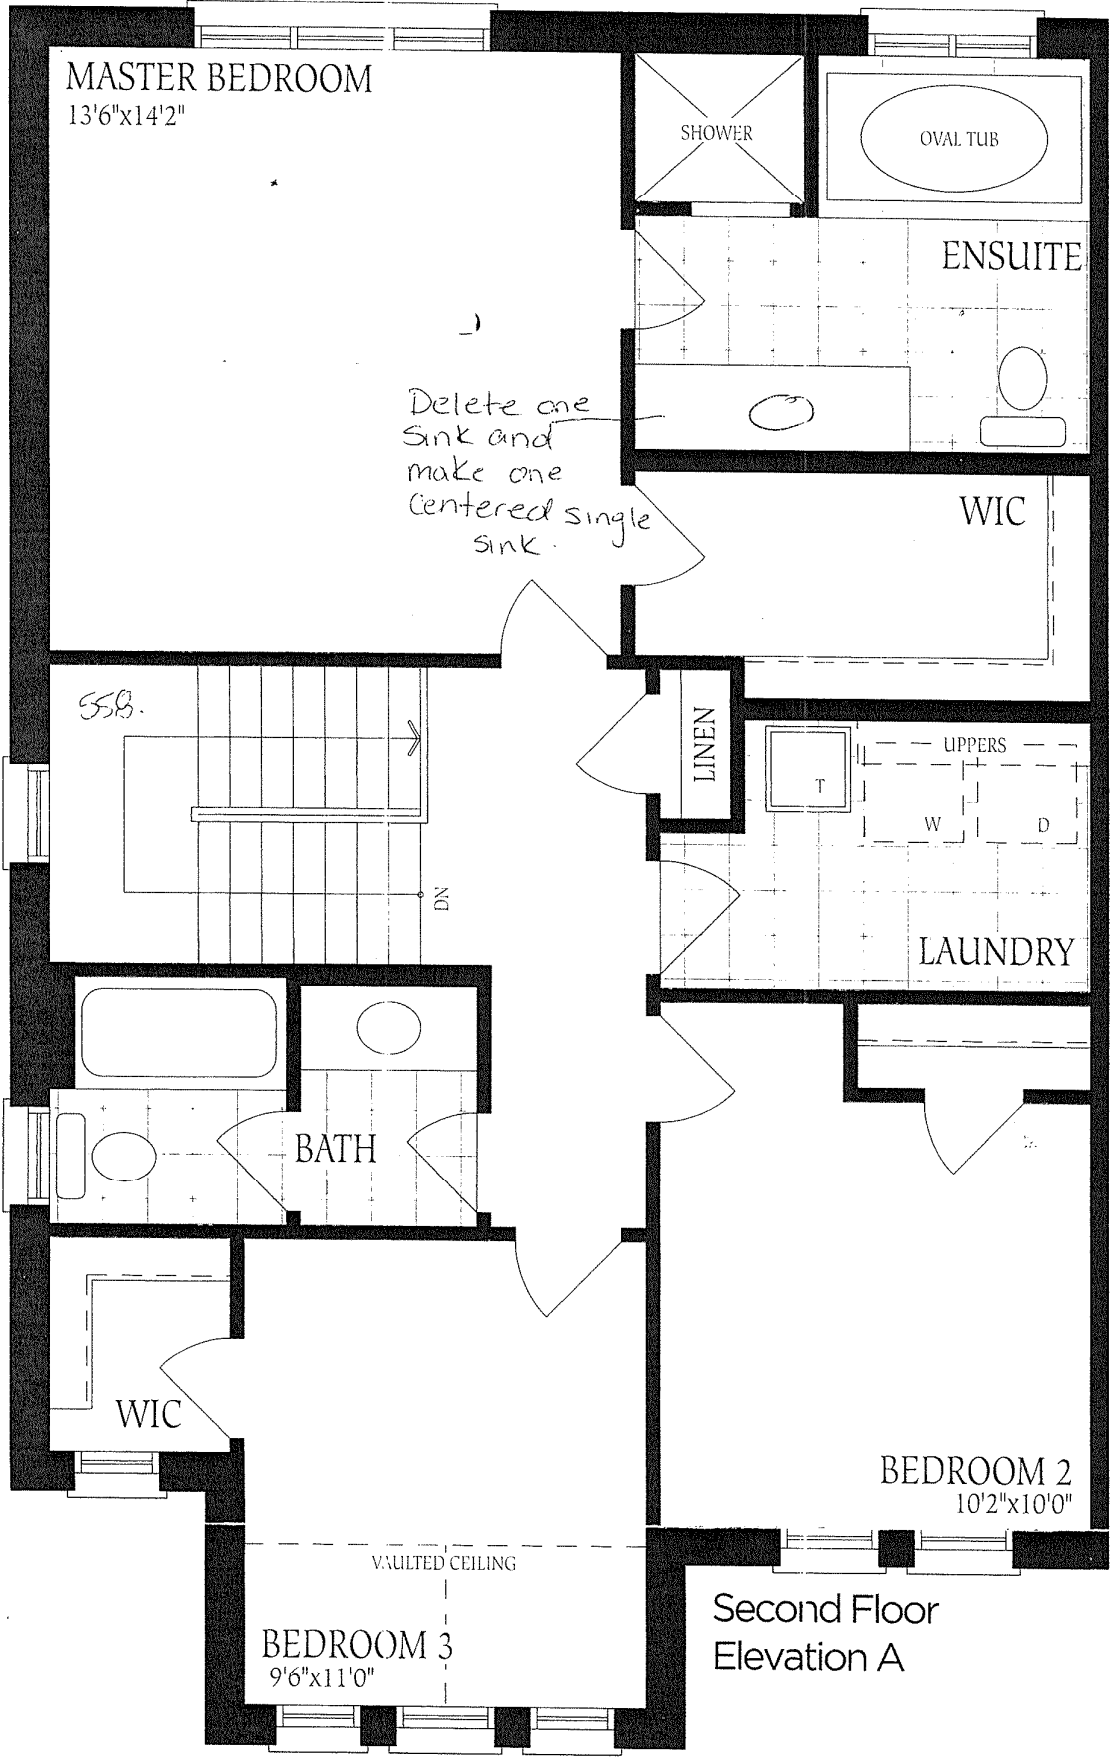 MASTER BEDROOM
13'6"x14'2"
SHOWER
OVAL TUB
ENSUITE
Delete one
Sink and
make one
Centered single
sink.
WIC
LINEN
UPPERS
T
W
D
DN
LAUNDRY
BATH
WIC
BEDROOM 2
10'2"x10'0"
VAULTED CEILING
BEDROOM 3
9'6"x11'0"
Second Floor
Elevation A